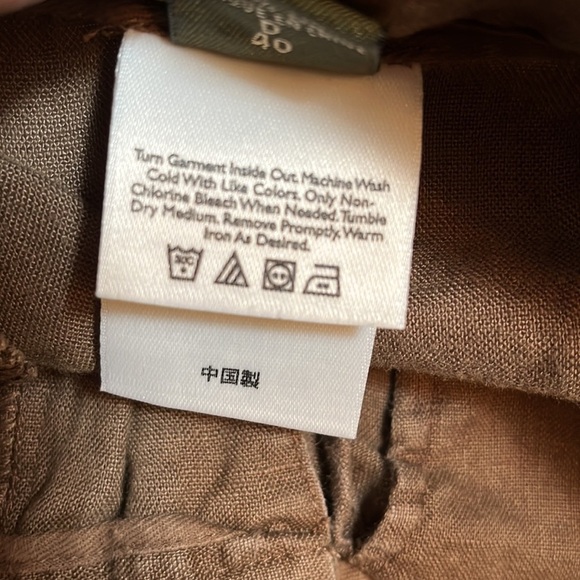 40
Turn Garment Inside Out. Machine Wash
Cold With Like Colors. Only Non-
Chlorine Bleach When Needed. Tumble
Dry Medium. Remove Promptly. Warm
Iron As Desired.
30C
中国製